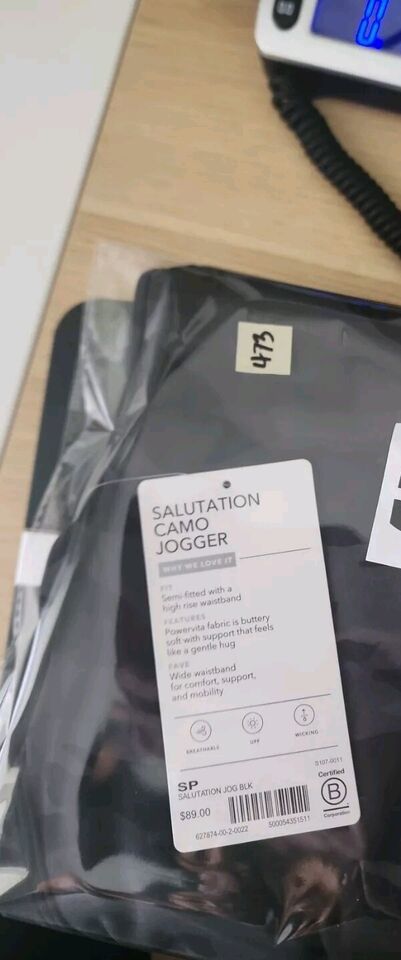 473
SALUTATION
CAMO
JOGGER
WHY WE LOVE IT
FIT
Semi-fitted with a
high rise waistband
FEATURES
Powervita fabric is buttery
soft with support that feels
like a gentle hug
FAVE
Wide waistband
for comfort, support,
and mobility
BREATHABLE UPF WICKING
S107-0011
SP
SALUTATION JOG BLK
$89.00
627874-00-2-0022 500054351511
Certified
B
Corporation